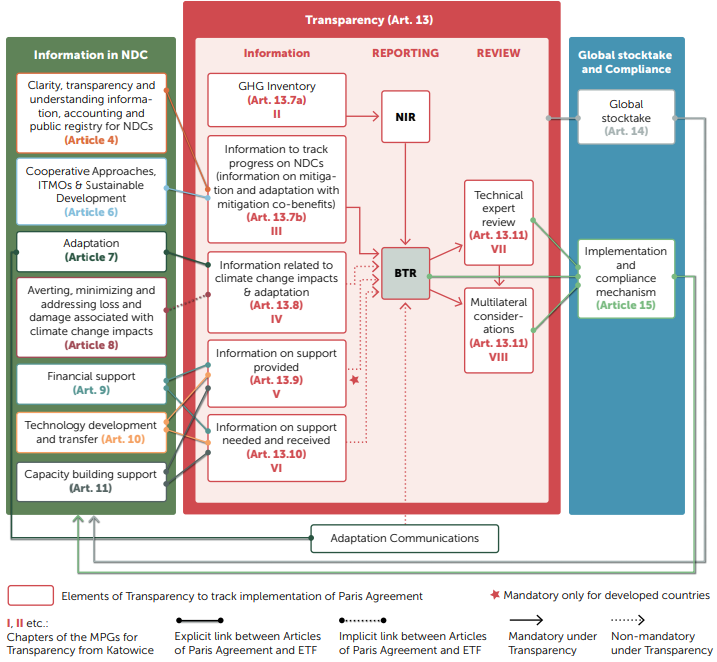 Transparency (Art. 13)
Information in NDC
Clarity, transparency and
understanding informa-
tion, accounting and
public registry for NDCs
(Article 4)
Cooperative Approaches,
ITMOs & Sustainable
Development
(Article 6)
Adaptation
(Article 7)
Averting, minimizing and
addressing loss and
damage associated with
climate change impacts
(Article 8)
Financial support
(Art. 9)
Technology development
and transfer (Art. 10)
Capacity building support
(Art. 11)
Information
GHG Inventory
(Art. 13.7a)
II
Information to track
progress on NDCs
(information on mitiga-
tion and adaptation with
mitigation co-benefits)
(Art. 13.7b)
III
Information related to
climate change impacts
& adaptation
(Art. 13.8)
IV
Information on support
provided
(Art. 13.9)
V
Information on support
needed and received
(Art. 13.10)
VI
REPORTING
NIR
BTR
REVIEW
Technical
expert
review
(Art. 13.11)
VII
Multilateral
consider-
ations
(Art. 13.11)
VIII
Global stocktake
and Compliance
Global
stocktake
(Art. 14)
Implementation
and
compliance
mechanism
(Article 15)
Adaptation Communications
Elements of Transparency to track implementation of Paris Agreement
Mandatory only for developed countries
I, II etc.:
Chapters of the MPGs for
Transparency from Katowice
Explicit link between Articles
of Paris Agreement and ETF
Implicit link between Articles
of Paris Agreement and ETF
Mandatory under
Transparency
Non-mandatory
under Transparency